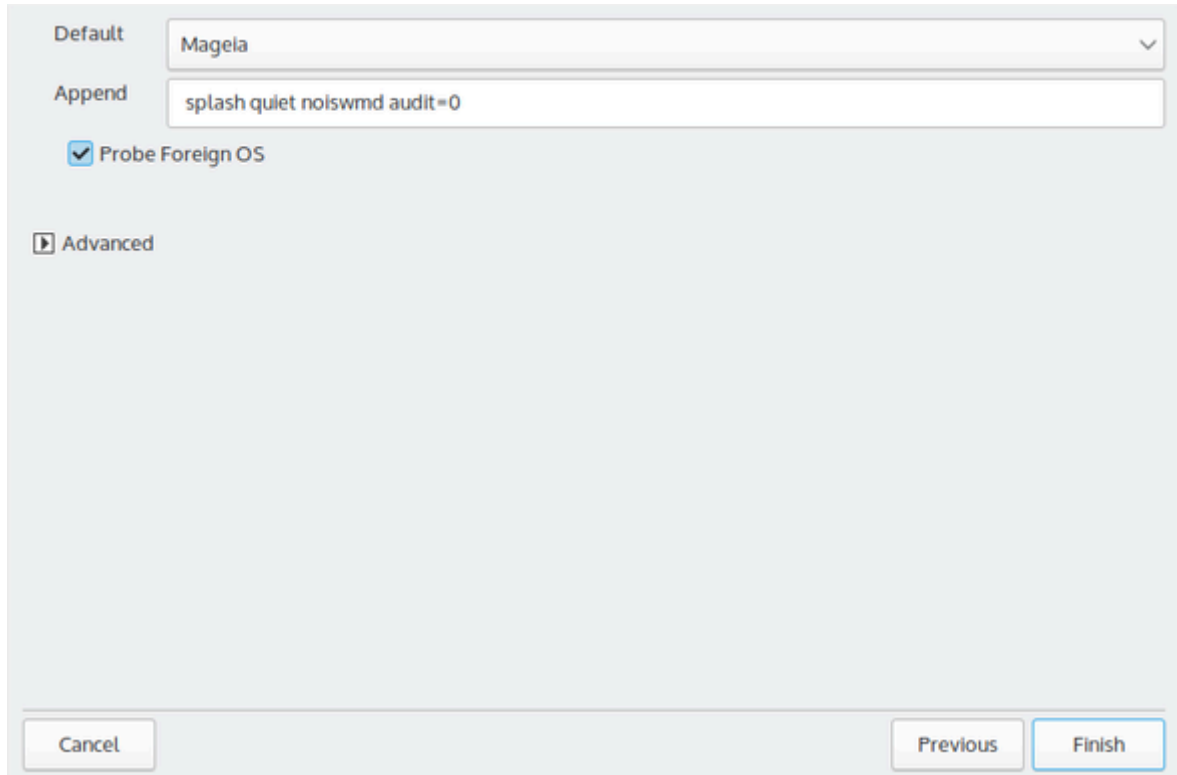 Default
Mageia
Append
splash quiet noiswmd audit=0
Probe Foreign OS
Advanced
Cancel
Previous
Finish